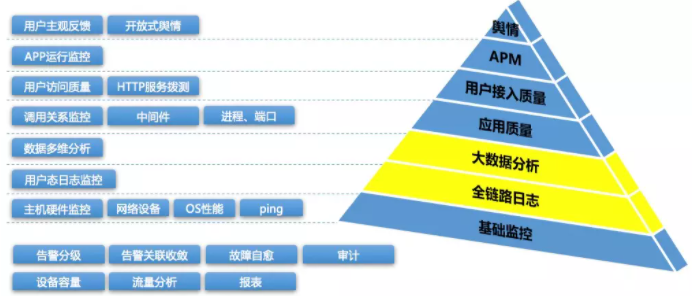 用户主观反馈 开放式舆情
舆情
APP运行监控
APM
用户访问质量 HTTP服务拨测
用户接入质量
调用关系监控 中间件 进程、端口
应用质量
数据多维分析
大数据分析
用户态日志监控
全链路日志
主机硬件监控 网络设备 OS性能 ping
基础监控
告警分级 告警关联收敛 故障自愈 审计
设备容量 流量分析 报表